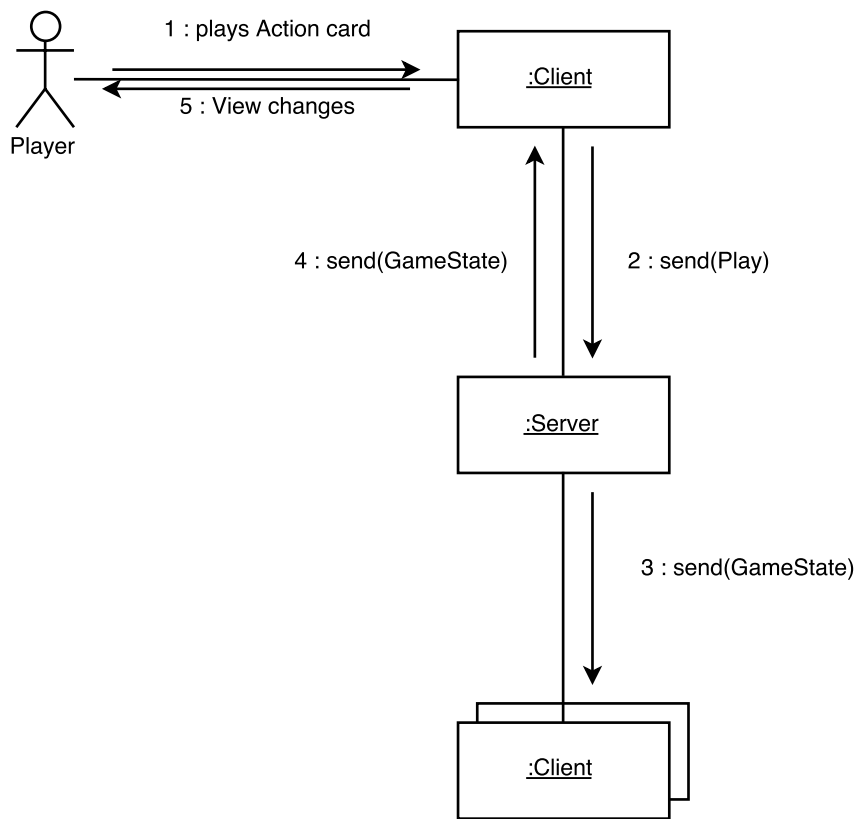 1 : plays Action card
:Client
5 : View changes
Player
4 : send(GameState)
2 : send(Play)
:Server
3 : send(GameState)
:Client